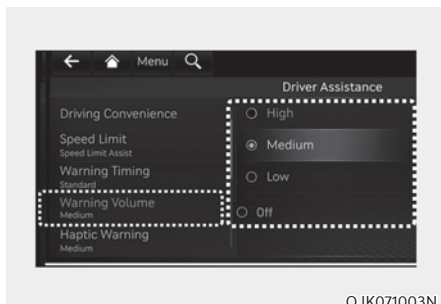 Menu
Driver Assistance
Driving Convenience
Speed Limit
Speed Limit Assist
Warning Timing
Standard
Warning Volume
Medium
Haptic Warning
Medium
High
Medium
Low
Off
OJK071003N